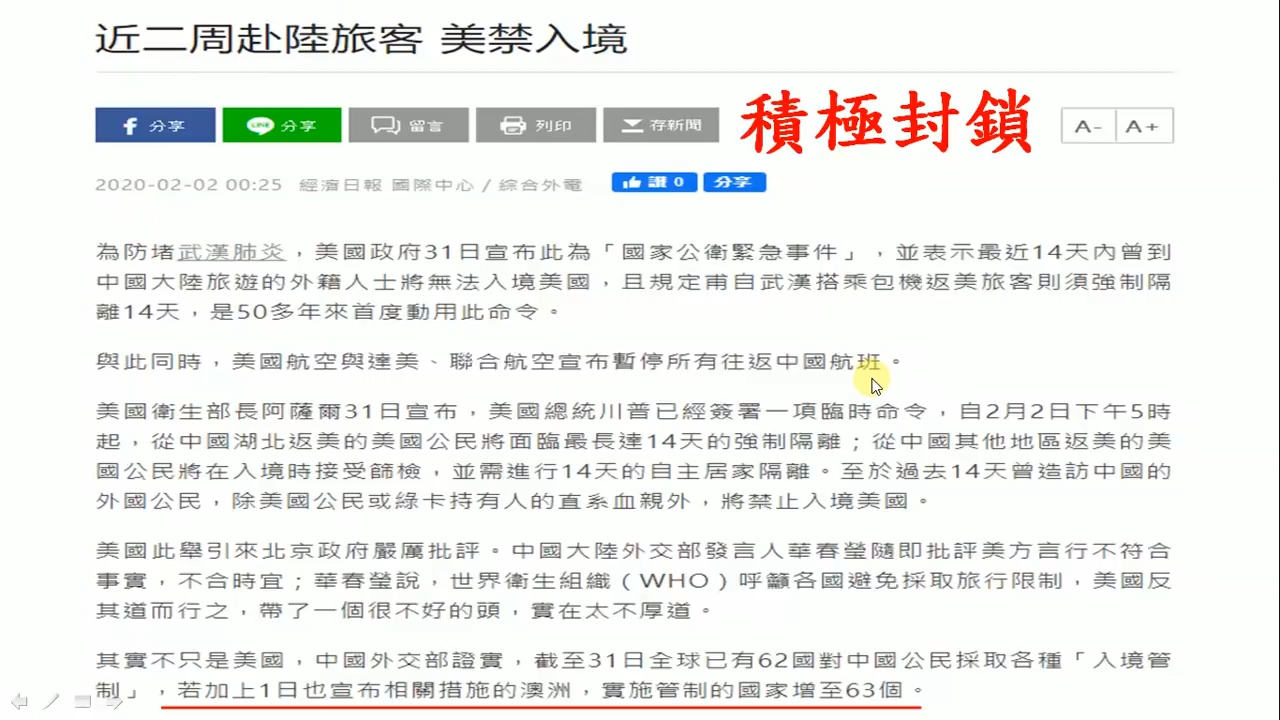 近二周赴陸旅客 美禁入境
分享 LINE 分享 留言 列印 存新聞 積極封鎖 A- A+
2020-02-02 00:25 經濟日報 國際中心 / 綜合外電 讚 0 分享
為防堵武漢肺炎，美國政府31日宣布此為「國家公衛緊急事件」，並表示最近14天內曾到
中國大陸旅遊的外籍人士將無法入境美國，且規定甫自武漢搭乘包機返美旅客則須強制隔
離14天，是50多年來首度動用此命令。
與此同時，美國航空與達美、聯合航空宣布暫停所有往返中國航班。
美國衛生部長阿薩爾31日宣布，美國總統川普已經簽署一項臨時命令，自2月2日下午5時
起，從中國湖北返美的美國公民將面臨最長達14天的強制隔離；從中國其他地區返美的美
國公民將在入境時接受篩檢，並需進行14天的自主居家隔離。至於過去14天曾造訪中國的
外國公民，除美國公民或綠卡持有人的直系血親外，將禁止入境美國。
美國此舉引來北京政府嚴厲批評。中國大陸外交部發言人華春瑩隨即批評美方言行不符合
事實，不合時宜；華春瑩說，世界衛生組織（WHO）呼籲各國避免採取旅行限制，美國反
其道而行之，帶了一個很不好的頭，實在太不厚道。
其實不只是美國，中國外交部證實，截至31日全球已有62國對中國公民採取各種「入境管
制」，若加上1日也宣布相關措施的澳洲，實施管制的國家增至63個。